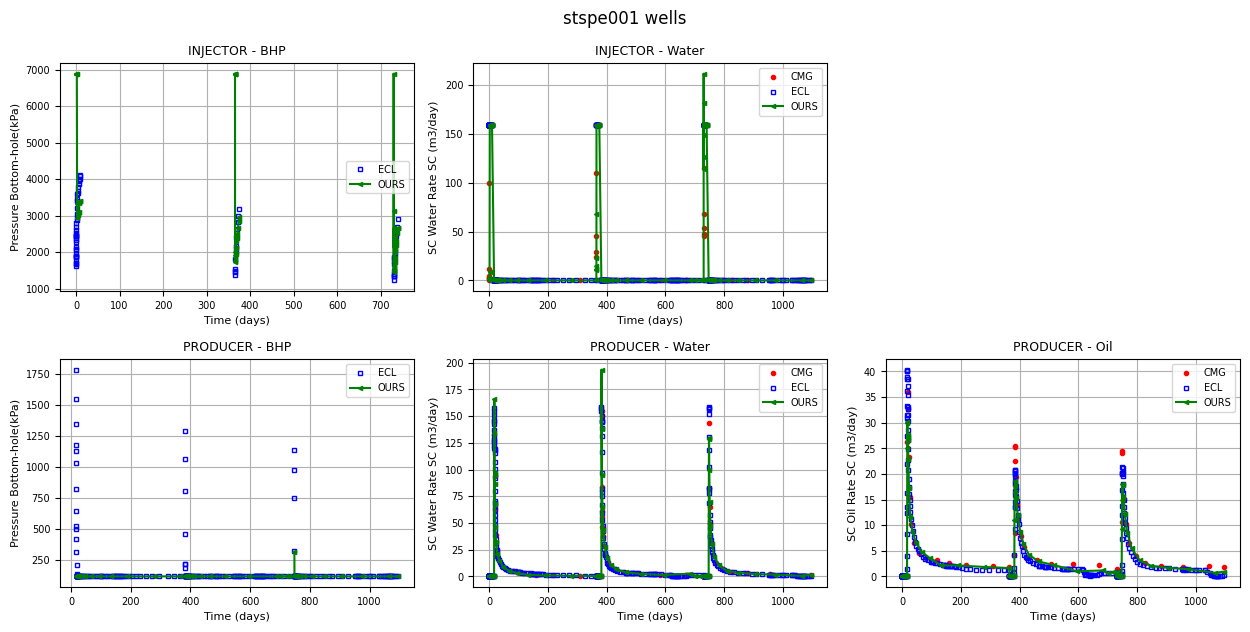 stspe001 wells
INJECTOR - BHP
Pressure Bottom-hole(kPa)
7000
6000
5000
4000
3000
2000
1000
ECL
OURS
0 100 200 300 400 500 600 700
Time (days)
INJECTOR - Water
SC Water Rate SC (m3/day)
200
150
100
50
0
CMG
ECL
OURS
0 200 400 600 800 1000
Time (days)
PRODUCER - BHP
Pressure Bottom-hole(kPa)
1750
1500
1250
1000
750
500
250
ECL
OURS
0 200 400 600 800 1000
Time (days)
PRODUCER - Water
SC Water Rate SC (m3/day)
200
175
150
125
100
75
50
25
0
CMG
ECL
OURS
0 200 400 600 800 1000
Time (days)
PRODUCER - Oil
SC Oil Rate SC (m3/day)
40
35
30
25
20
15
10
5
0
CMG
ECL
OURS
0 200 400 600 800 1000
Time (days)